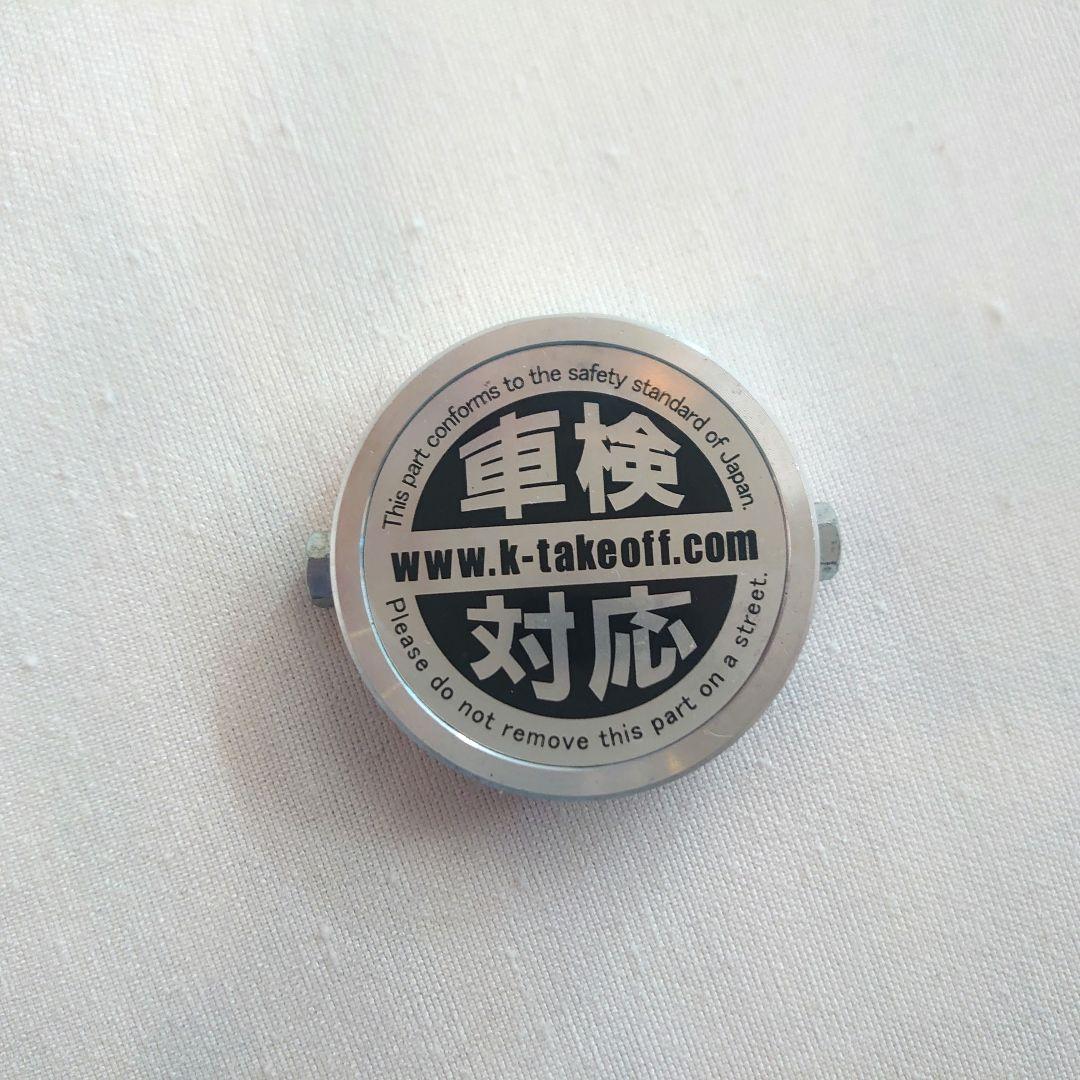 This part conforms to the safety standard of Japan.
車検
www.k-takeoff.com
対応
Please do not remove this part on a street.